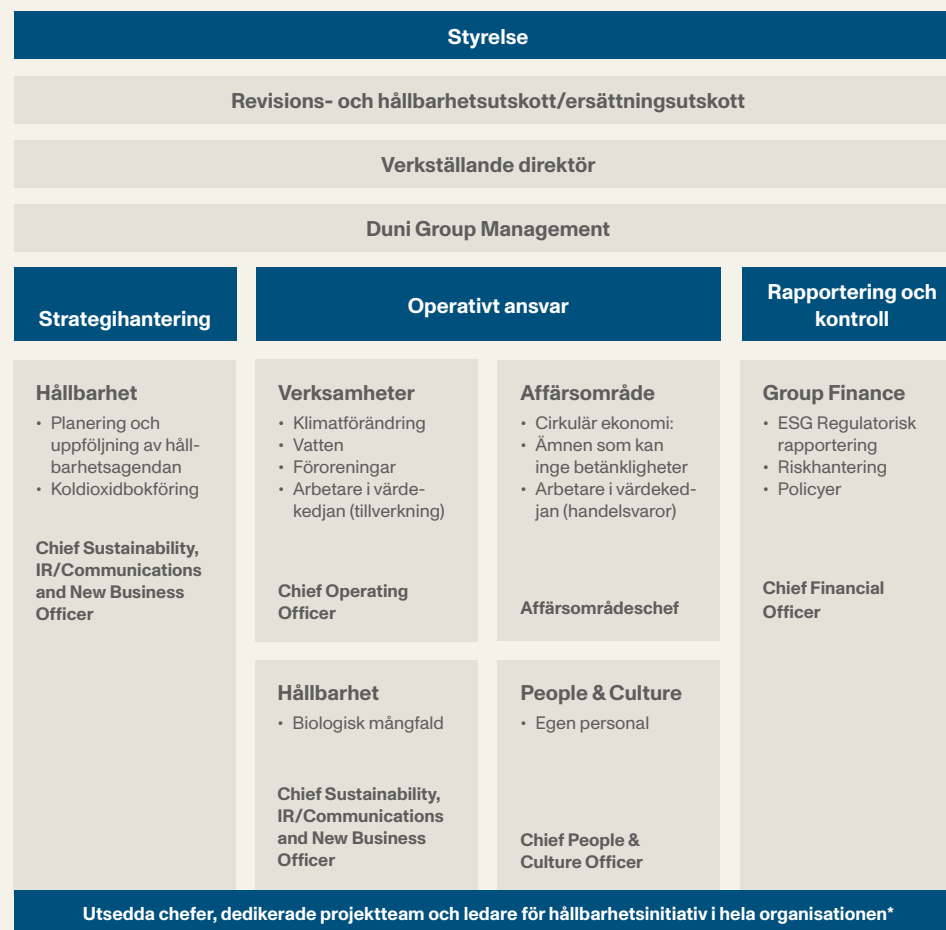 Styrelse
Revisions- och hållbarhetsutskott/ersättningsutskott
Verkställande direktör
Duni Group Management
Strategihantering
Operativt ansvar
Rapportering och
kontroll
Hållbarhet
• Planering och
uppföljning av håll-
barhetsagendan
• Koldioxidbokföring
Chief Sustainability,
IR/Communications
and New Business
Officer
Verksamheter
• Klimatförändring
• Vatten
• Föroreningar
• Arbetare i värde-
kedjan (tillverkning)
Chief Operating
Officer
Affärsområde
• Cirkulär ekonomi:
• Ämnen som kan
inge betänkligheter
• Arbetare i värdeked-
jan (handelsvaror)
Affärsområdeschef
Group Finance
• ESG Regulatorisk
rapportering
• Riskhantering
• Policyer
Chief Financial
Officer
Hållbarhet
• Biologisk mångfald
Chief Sustainability,
IR/Communications
and New Business
Officer
People & Culture
• Egen personal
Chief People &
Culture Officer
Utsedda chefer, dedikerade projektteam och ledare för hållbarhetsinitiativ i hela organisationen*